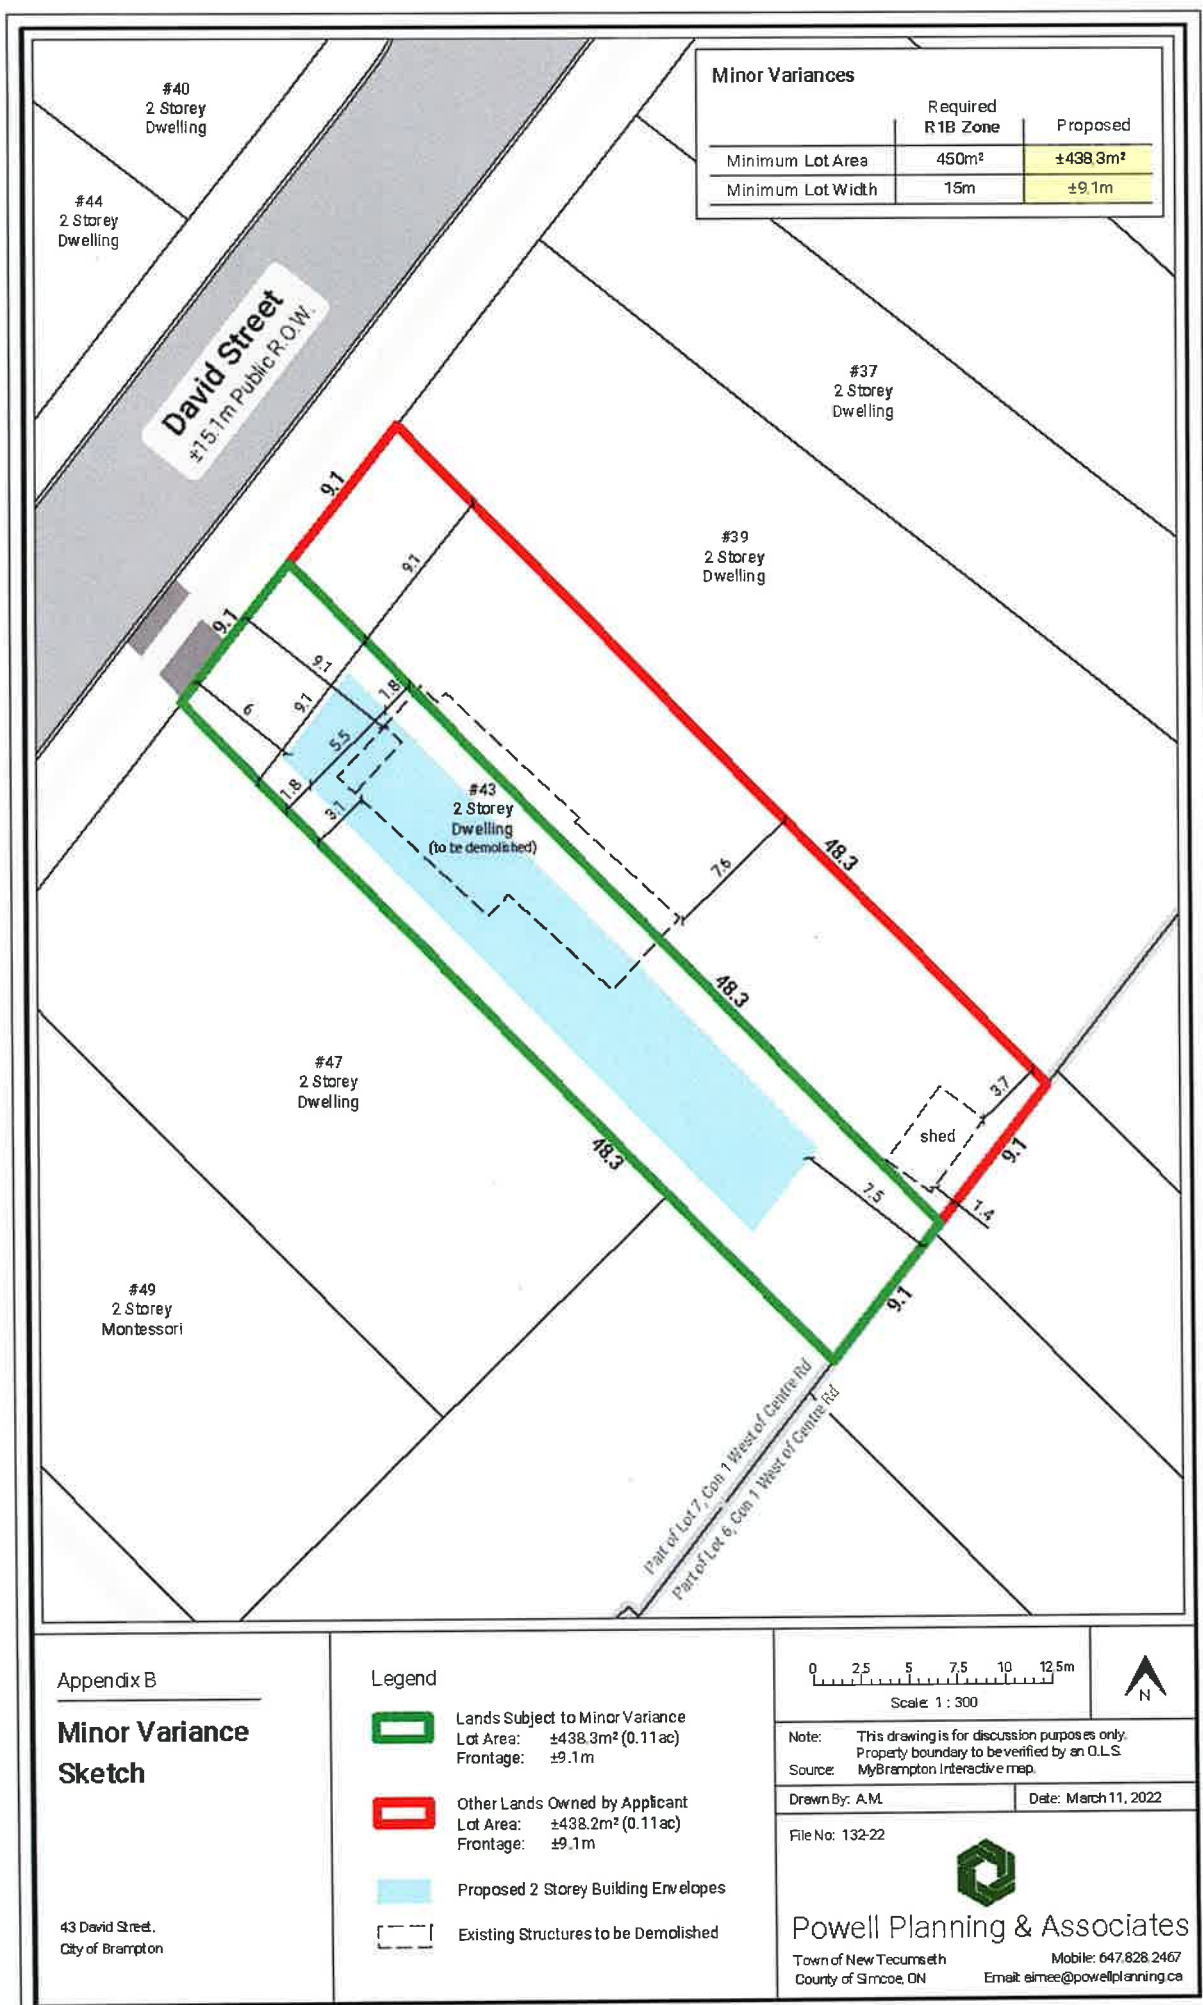 Minor Variances
Required
R1B Zone
Proposed
Minimum Lot Area 450m² ±438.3m²
Minimum Lot Width 15m ±9.1m
#40
2 Storey
Dwelling
#44
2 Storey
Dwelling
David Street
±15.1m Public R.O.W.
#37
2 Storey
Dwelling
#39
2 Storey
Dwelling
9.1
9.1
9.1
9.1
9.1
6
1.8
5.5
1.8
3.1
#43
2 Storey
Dwelling
(to be demolished)
7.6
48.3
48.3
48.3
#47
2 Storey
Dwelling
shed
3.7
9.1
1.4
7.5
9.1
#49
2 Storey
Montessori
Part of Lot 7, Con 1 West of Centre Rd
Part of Lot 6, Con 1 West of Centre Rd
Appendix B
Minor Variance
Sketch
43 David Street,
City of Brampton
Legend
Lands Subject to Minor Variance
Lot Area: ±438.3m² (0.11ac)
Frontage: ±9.1m
Other Lands Owned by Applicant
Lot Area: ±438.2m² (0.11ac)
Frontage: ±9.1m
Proposed 2 Storey Building Envelopes
Existing Structures to be Demolished
0 2.5 5 7.5 10 12.5m
Scale: 1 : 300
N
Note: This drawing is for discussion purposes only.
Property boundary to be verified by an O.L.S.
Source: MyBrampton Interactive map.
Drawn By: A.M.
Date: March 11, 2022
File No: 132-22
Powell Planning & Associates
Town of New Tecumseth
County of Simcoe, ON
Mobile: 647.828.2467
Email: aimee@powellplanning.ca